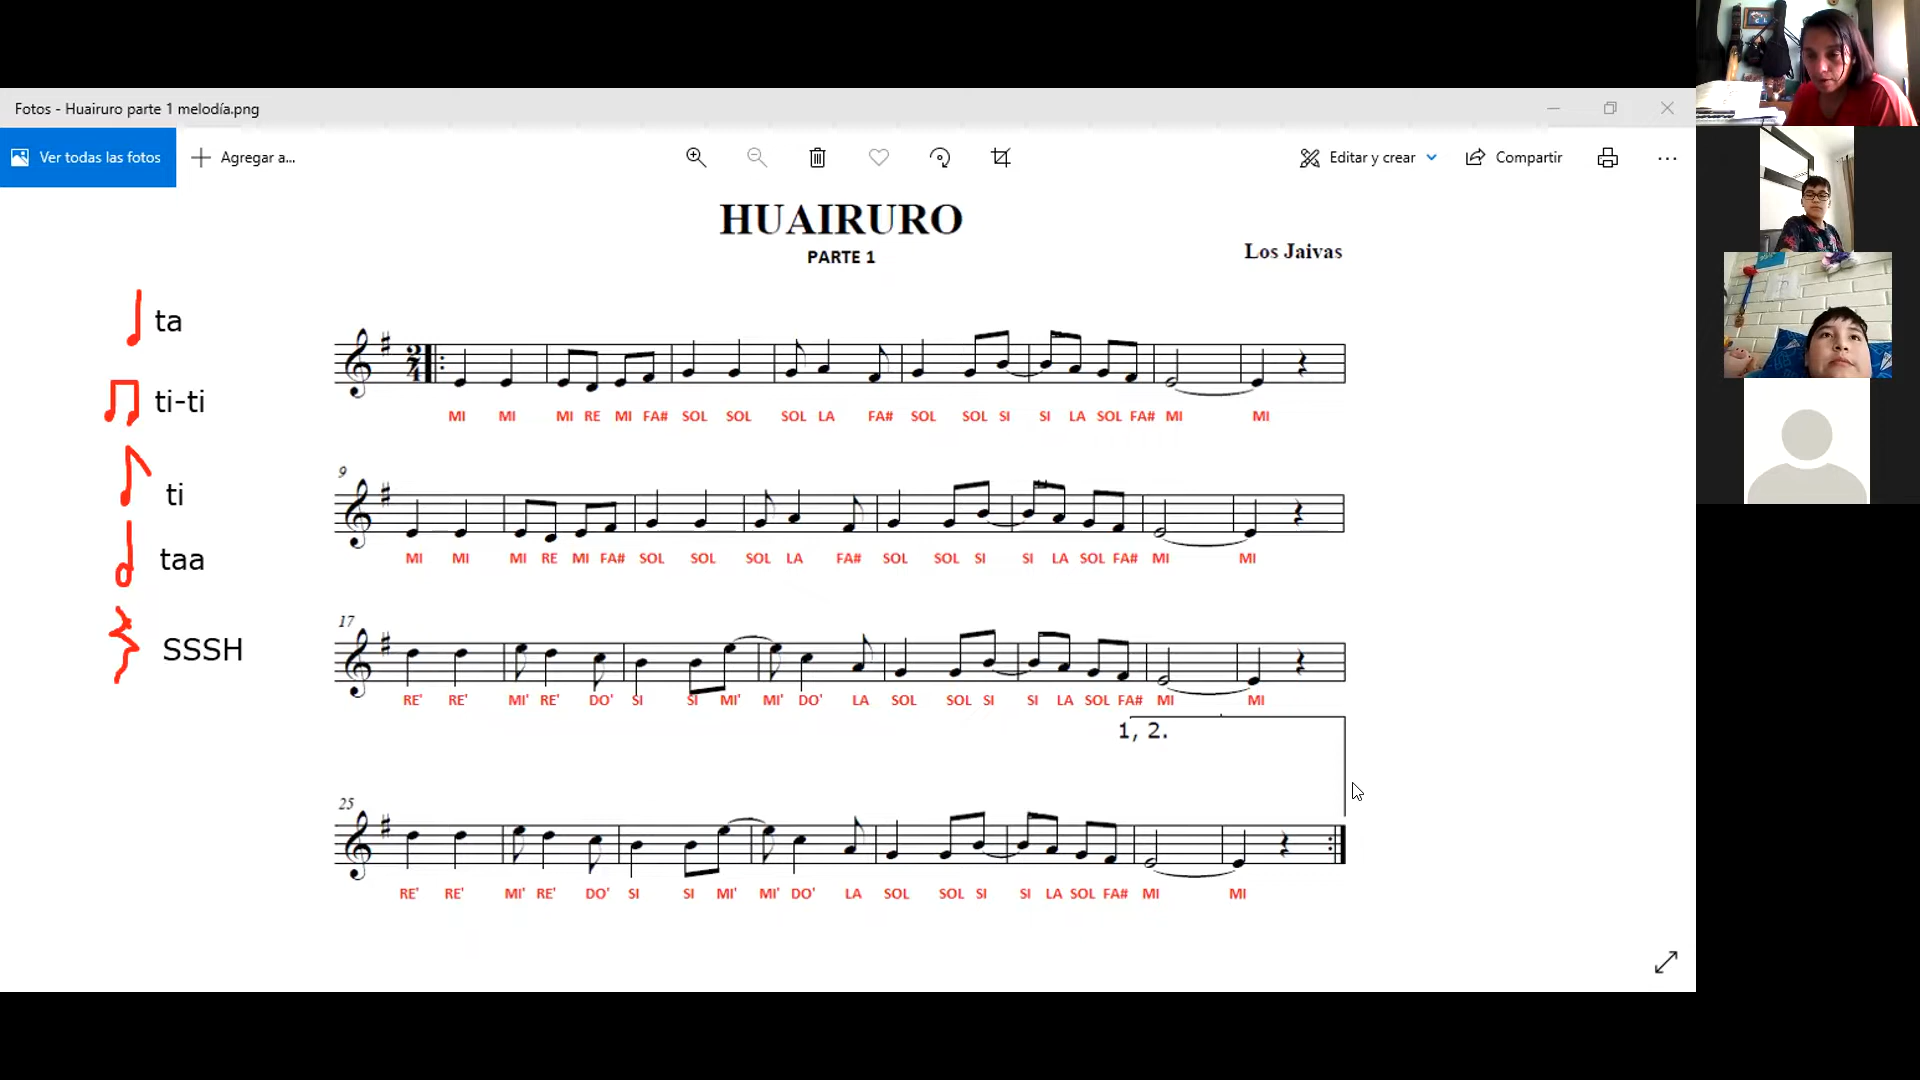 Fotos - Huairuro parte 1 melodía.png
Ver todas las fotos
Agregar a...
Editar y crear
Compartir
HUAIRURO
PARTE 1
Los Jaivas
ta
ti-ti
ti
taa
SSSH
2
4
MI MI MI RE MI FA# SOL SOL SOL LA FA# SOL SOL SI SI LA SOL FA# MI MI
9
MI MI MI RE MI FA# SOL SOL SOL LA FA# SOL SOL SI SI LA SOL FA# MI MI
17
RE' RE' MI' RE' DO' SI SI MI' MI' DO' LA SOL SOL SI SI LA SOL FA# MI MI
1, 2.
25
RE' RE' MI' RE' DO' SI SI MI' MI' DO' LA SOL SOL SI SI LA SOL FA# MI MI